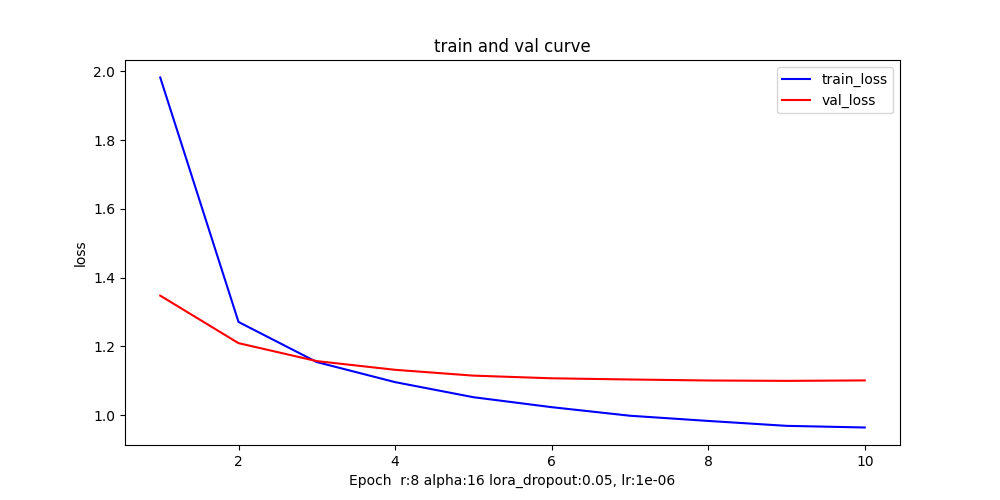 train and val curve
train_loss
val_loss
2.0
1.8
1.6
1.4
1.2
1.0
loss
2 4 6 8 10
Epoch  r:8 alpha:16 lora_dropout:0.05, lr:1e-06